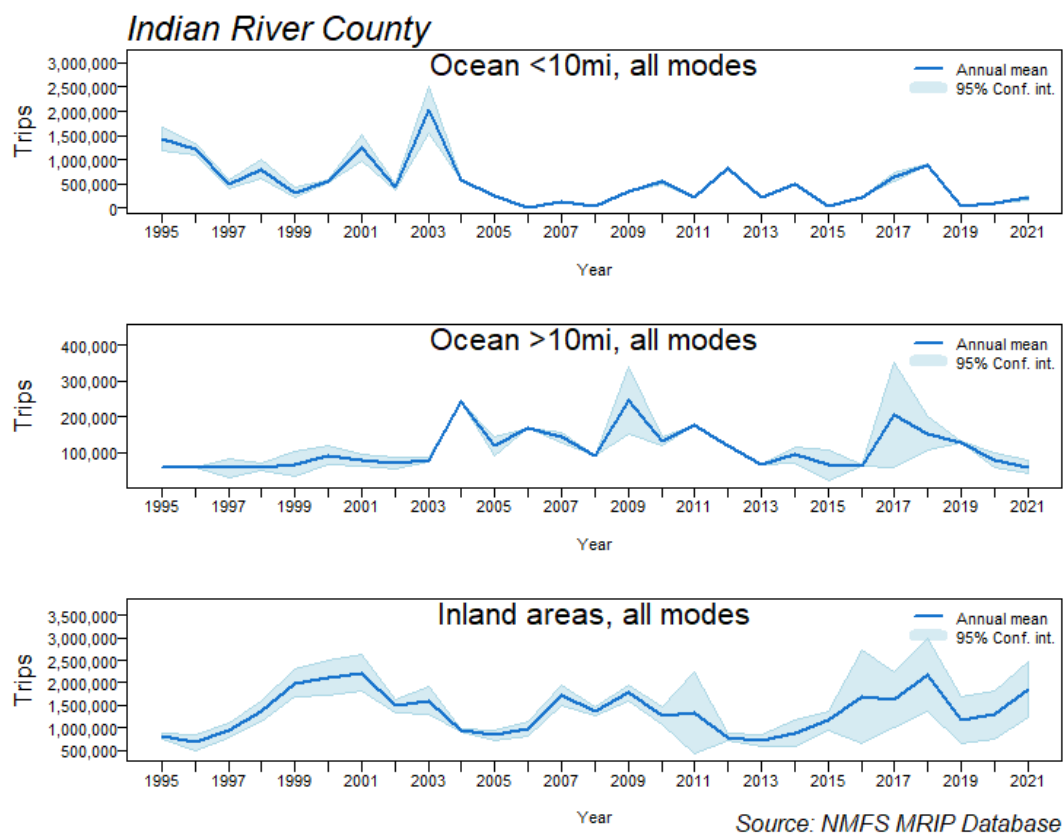 Indian River County
Ocean <10mi, all modes
Annual mean
95% Conf. int.
Trips
3,000,000
2,500,000
2,000,000
1,500,000
1,000,000
500,000
0
1995 1997 1999 2001 2003 2005 2007 2009 2011 2013 2015 2017 2019 2021
Year
Ocean >10mi, all modes
Annual mean
95% Conf. int.
Trips
400,000
300,000
200,000
100,000
1995 1997 1999 2001 2003 2005 2007 2009 2011 2013 2015 2017 2019 2021
Year
Inland areas, all modes
Annual mean
95% Conf. int.
Trips
3,500,000
3,000,000
2,500,000
2,000,000
1,500,000
1,000,000
500,000
1995 1997 1999 2001 2003 2005 2007 2009 2011 2013 2015 2017 2019 2021
Year
Source: NMFS MRIP Database